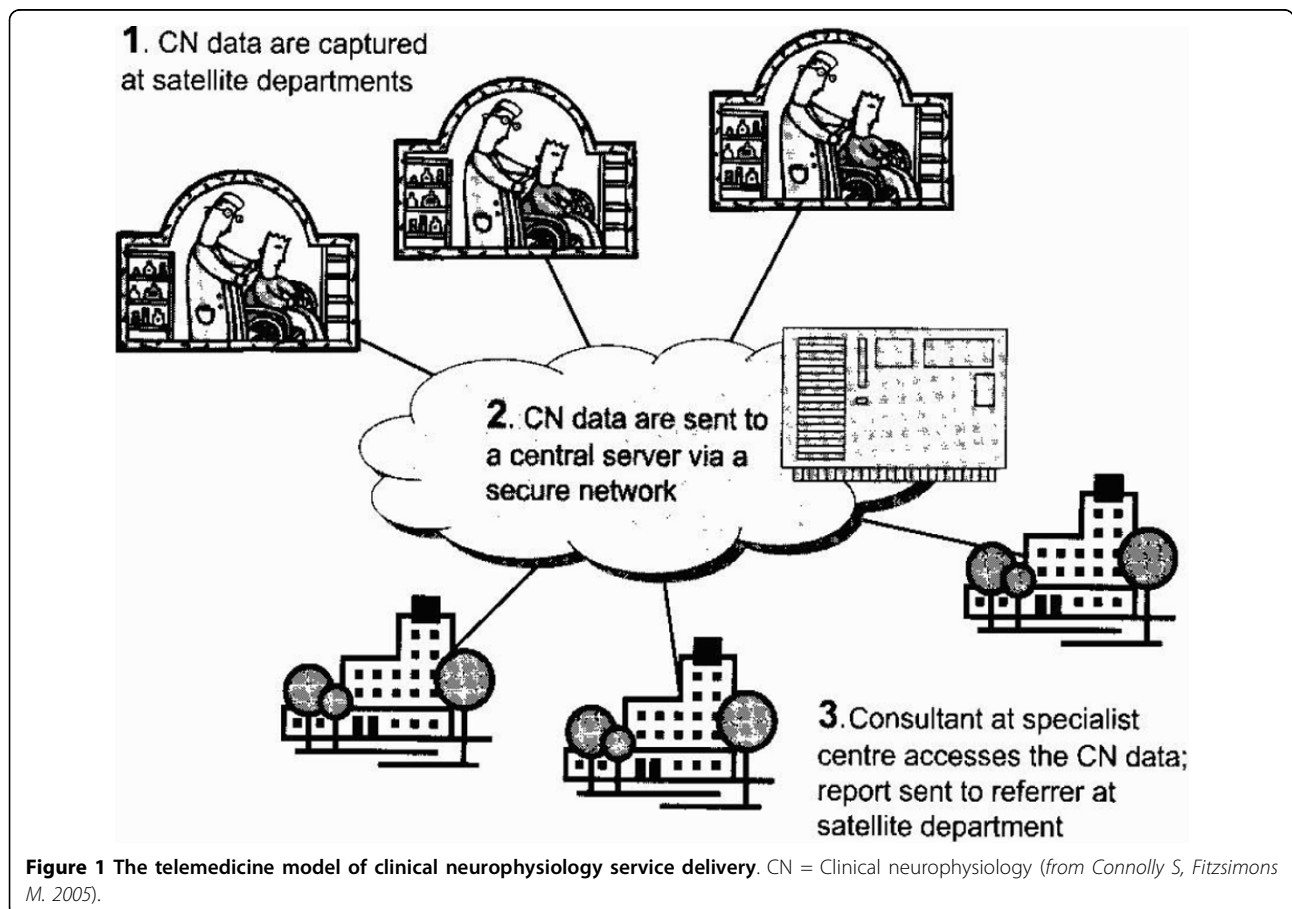 1. CN data are captured
at satellite departments
2. CN data are sent to
a central server via a
secure network
3. Consultant at specialist
centre accesses the CN data;
report sent to referrer at
satellite department
Figure 1 The telemedicine model of clinical neurophysiology service delivery. CN = Clinical neurophysiology (from Connolly S, Fitzsimons
M. 2005).